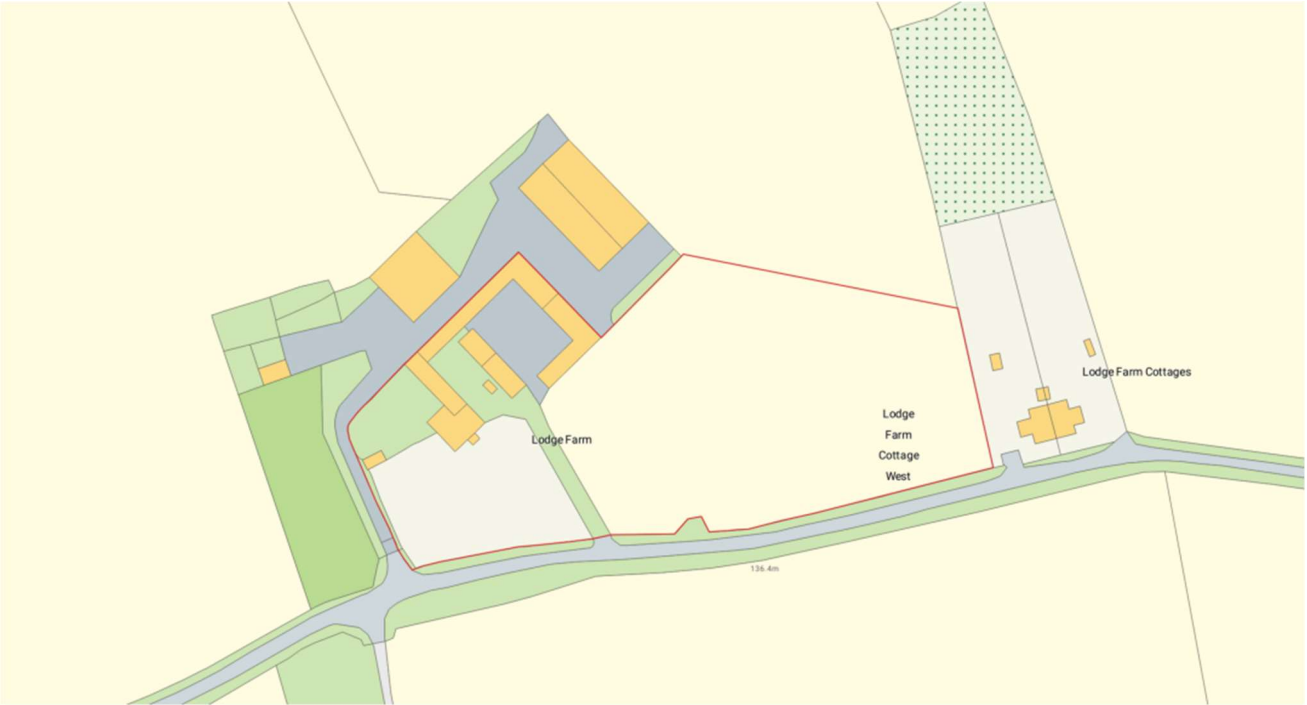 Lodge Farm Cottages
Lodge
Farm
Cottage
West
Lodge Farm
136.4m